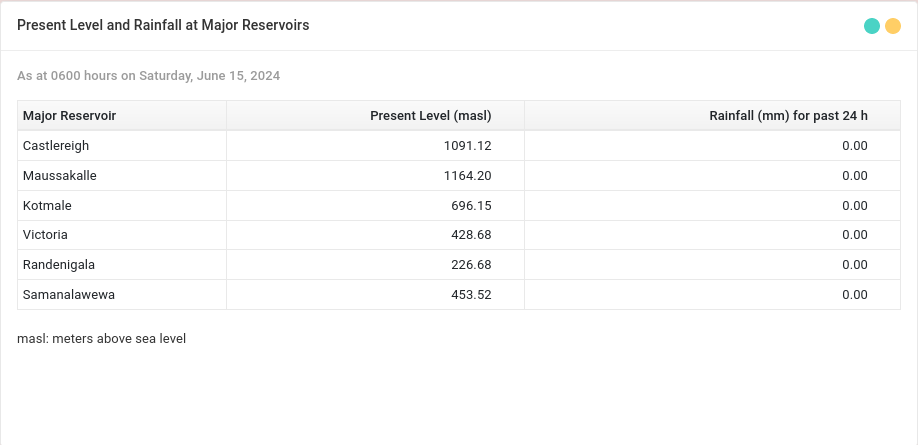 Present Level and Rainfall at Major Reservoirs
As at 0600 hours on Saturday, June 15, 2024
Major Reservoir Present Level (masl) Rainfall (mm) for past 24 h
Castlereigh 1091.12 0.00
Maussakalle 1164.20 0.00
Kotmale 696.15 0.00
Victoria 428.68 0.00
Randenigala 226.68 0.00
Samanalawewa 453.52 0.00
masl: meters above sea level